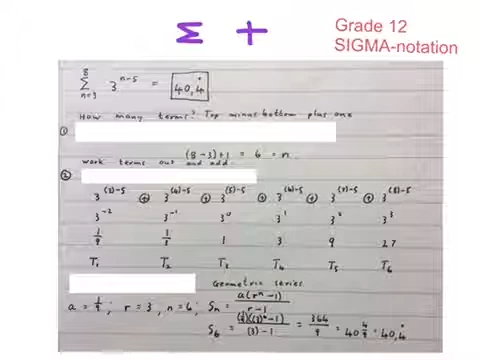 Σ +
Grade 12
SIGMA-notation
8
Σ 3^(n-5) = 40,4̇
n=3
How many terms? Top minus bottom plus one
① 
(8-3)+1 = 6 = n
work terms out and add
②
3^((3)-5) ⊕ 3^((4)-5) ⊕ 3^((5)-5) ⊕ 3^((6)-5) ⊕ 3^((7)-5) ⊕ 3^((8)-5)
3^-2 3^-1 3^0 3^1 3^2 3^3
1/9 1/3 1 3 9 27
T₁ T₂ T₃ T₄ T₅ T₆
Geometric series
a = 1/9 ; r = 3 , n = 6 ; Sₙ = a(rⁿ-1)/(r-1)
S₆ = (1/9)((3)⁶-1)/((3)-1) = 364/9 = 40 4/9 = 40,4̇